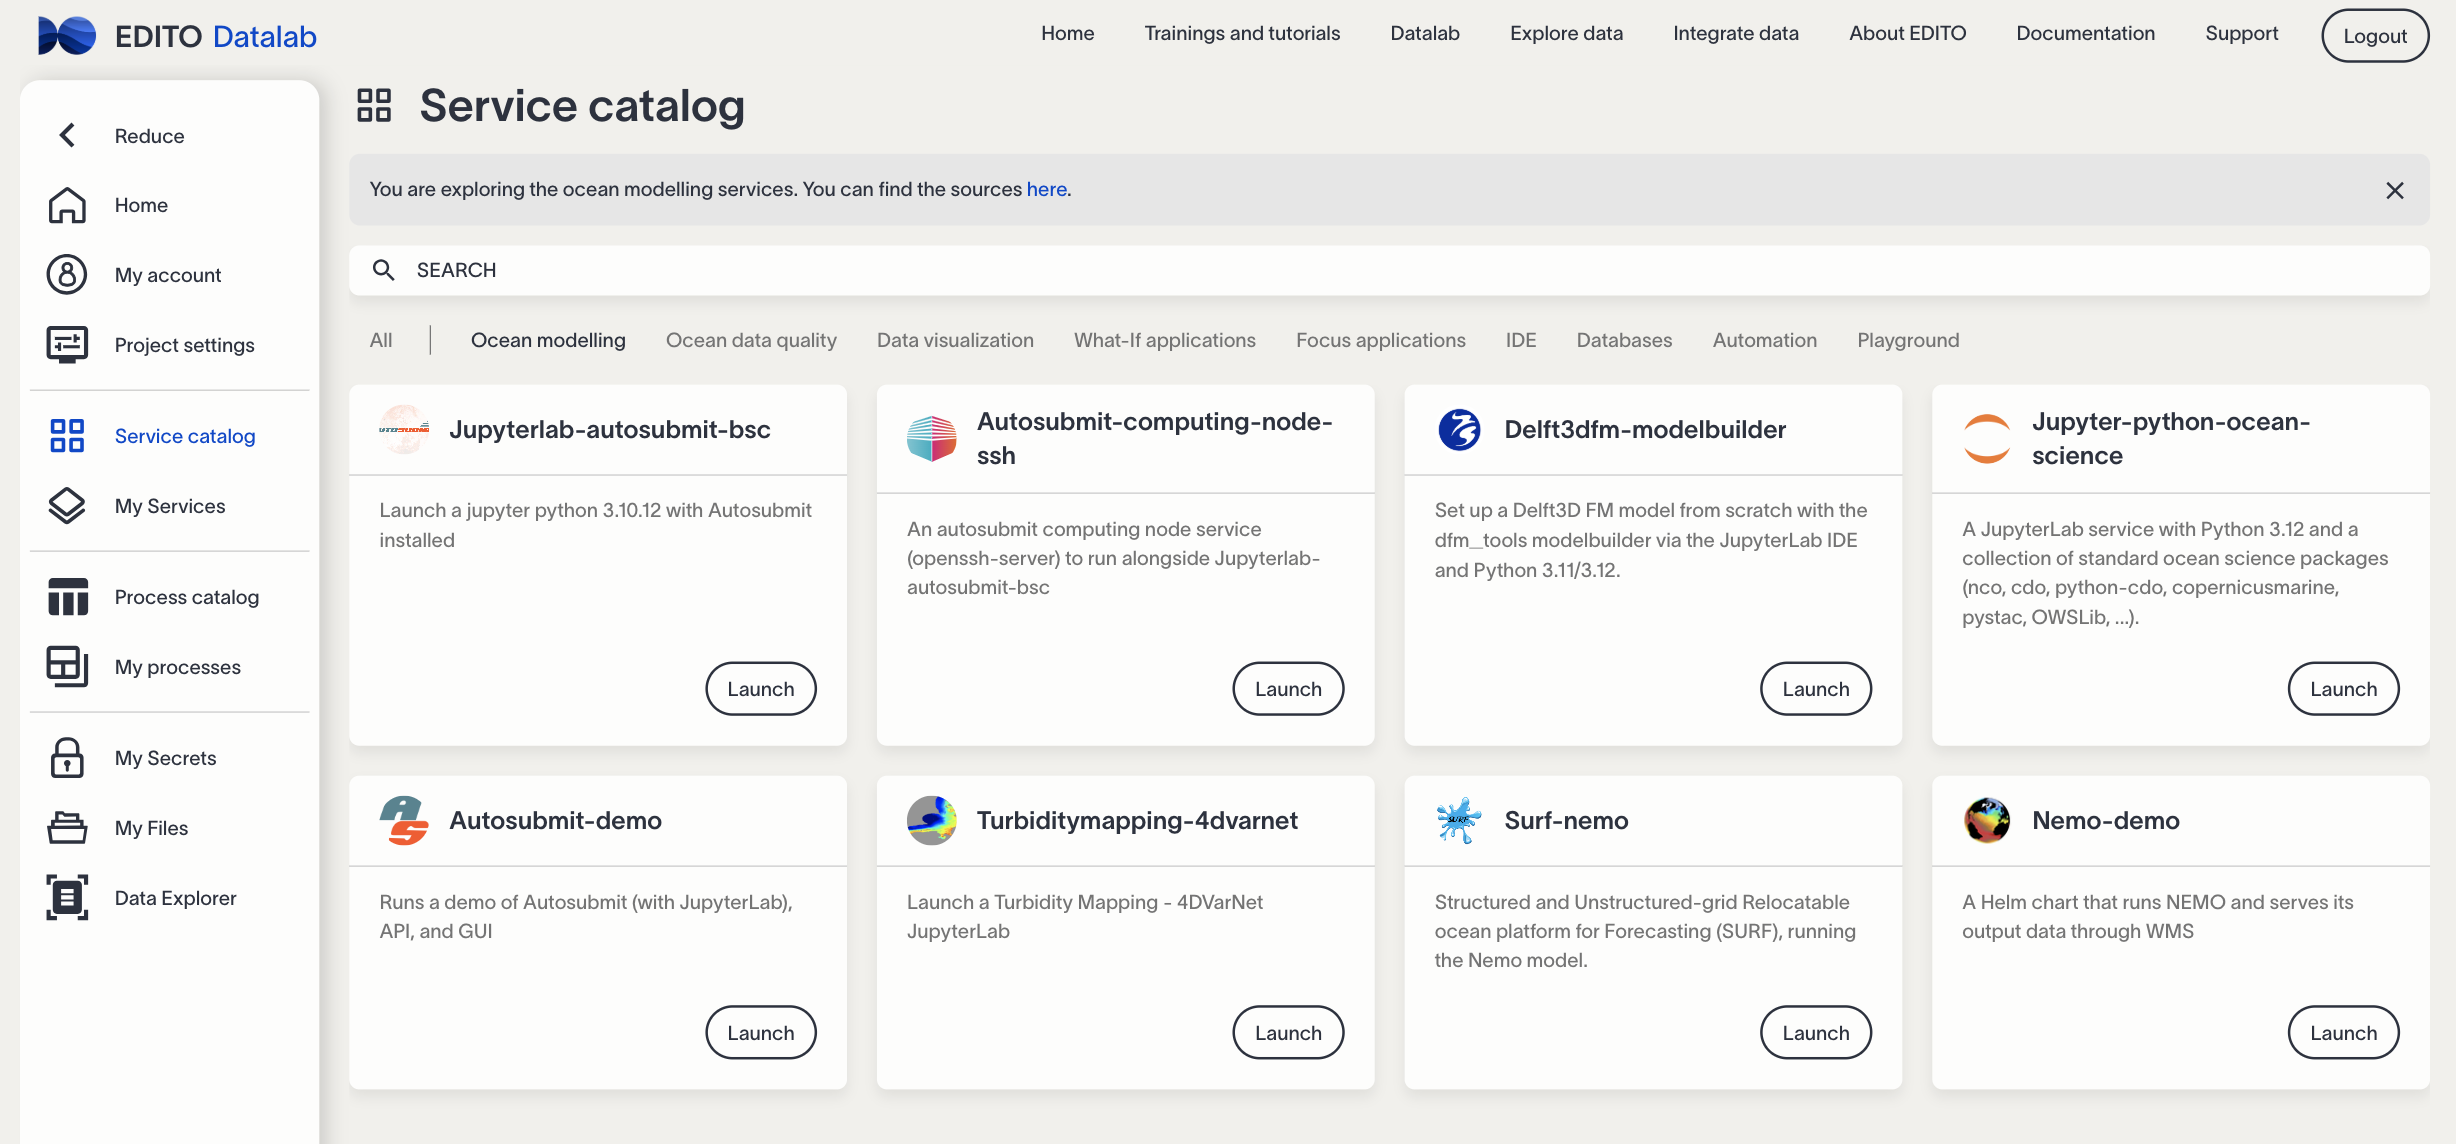 EDITO Datalab
Home Trainings and tutorials Datalab Explore data Integrate data About EDITO Documentation Support Logout
Reduce
Home
My account
Project settings
Service catalog
My Services
Process catalog
My processes
My Secrets
My Files
Data Explorer
Service catalog
You are exploring the ocean modelling services. You can find the sources here.
SEARCH
All Ocean modelling Ocean data quality Data visualization What-If applications Focus applications IDE Databases Automation Playground
Jupyterlab-autosubmit-bsc
Launch a jupyter python 3.10.12 with Autosubmit
installed
Launch
Autosubmit-computing-node-
ssh
An autosubmit computing node service
(openssh-server) to run alongside Jupyterlab-
autosubmit-bsc
Launch
Delft3dfm-modelbuilder
Set up a Delft3D FM model from scratch with the
dfm_tools modelbuilder via the JupyterLab IDE
and Python 3.11/3.12.
Launch
Jupyter-python-ocean-
science
A JupyterLab service with Python 3.12 and a
collection of standard ocean science packages
(nco, cdo, python-cdo, copernicusmarine,
pystac, OWSLib, ...).
Launch
AS
Autosubmit-demo
Runs a demo of Autosubmit (with JupyterLab),
API, and GUI
Launch
Turbiditymapping-4dvarnet
Launch a Turbidity Mapping - 4DVarNet
JupyterLab
Launch
SURF
Surf-nemo
Structured and Unstructured-grid Relocatable
ocean platform for Forecasting (SURF), running
the Nemo model.
Launch
Nemo-demo
A Helm chart that runs NEMO and serves its
output data through WMS
Launch